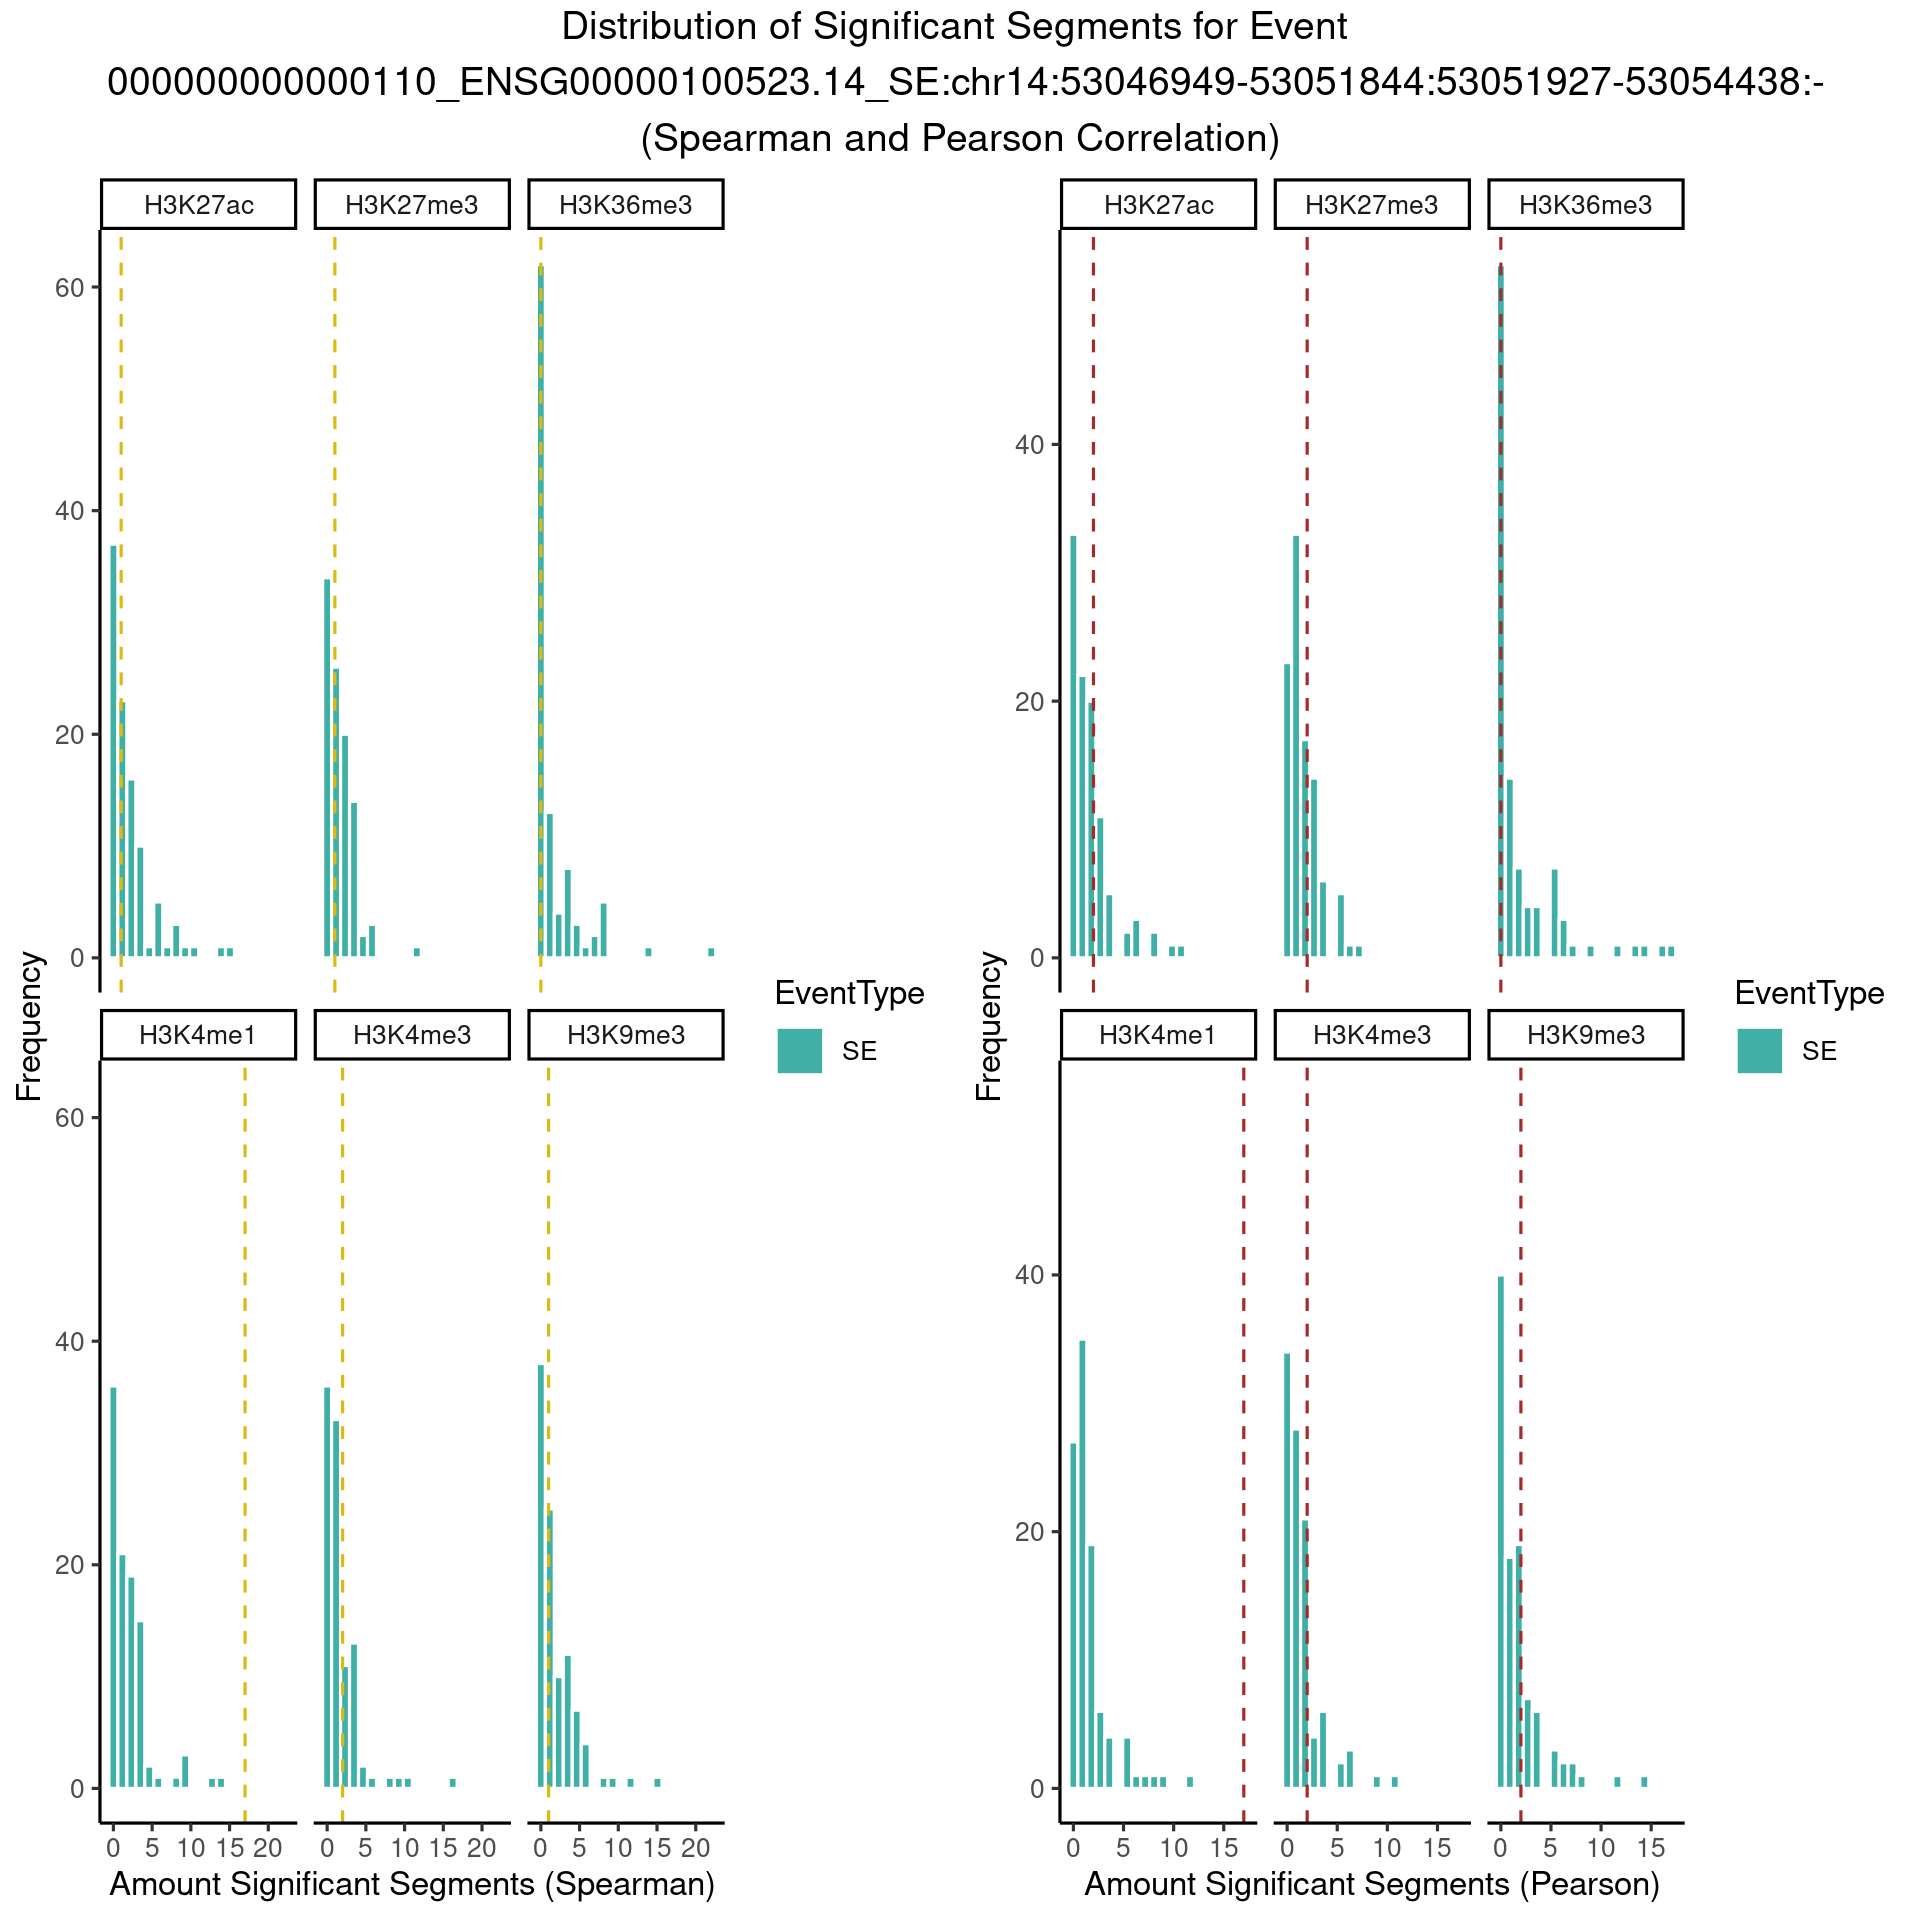 Distribution of Significant Segments for Event
000000000000110_ENSG00000100523.14_SE:chr14:53046949-53051844:53051927-53054438:-
(Spearman and Pearson Correlation)
H3K27ac H3K27me3 H3K36me3
60
40
20
0
H3K4me1 H3K4me3 H3K9me3
60
40
20
0
0 5 10 15 20 0 5 10 15 20 0 5 10 15 20
Frequency
Amount Significant Segments (Spearman)
EventType
SE
H3K27ac H3K27me3 H3K36me3
40
20
0
H3K4me1 H3K4me3 H3K9me3
40
20
0
0 5 10 15 0 5 10 15 0 5 10 15
Frequency
Amount Significant Segments (Pearson)
EventType
SE